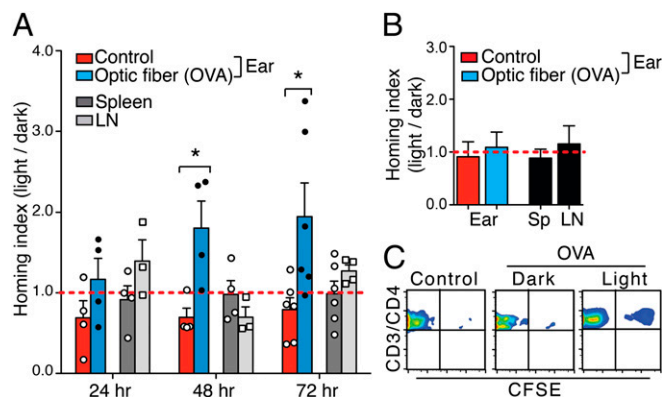 A
Homing index (light / dark)
4.0
3.0
2.0
1.0
0.0
Control
Optic fiber (OVA)
Ear
Spleen
LN
*
*
24 hr
48 hr
72 hr
B
Homing index
(light / dark)
3.0
2.0
1.0
0.0
Control
Optic fiber (OVA)
Ear
Ear
Sp
LN
C
OVA
Control
Dark
Light
CD3/CD4
CFSE